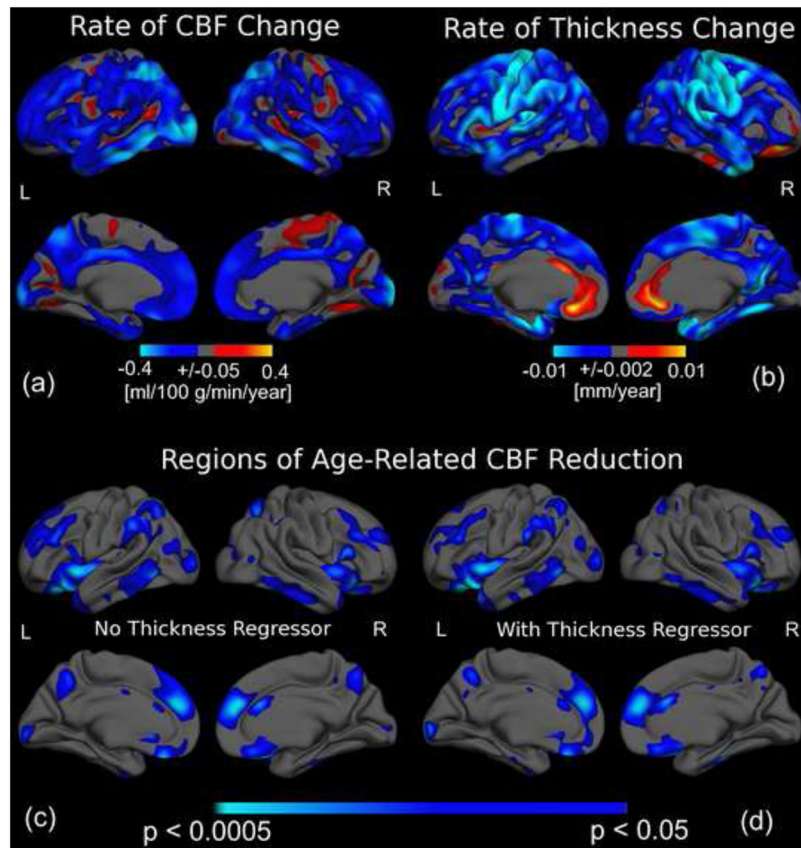 Rate of CBF Change
Rate of Thickness Change
L
R
L
R
-0.4 +/-0.05 0.4
[ml/100 g/min/year]
(a)
-0.01 +/-0.002 0.01
[mm/year]
(b)
Regions of Age-Related CBF Reduction
L No Thickness Regressor R
L With Thickness Regressor R
(c)
(d)
p < 0.0005 p < 0.05